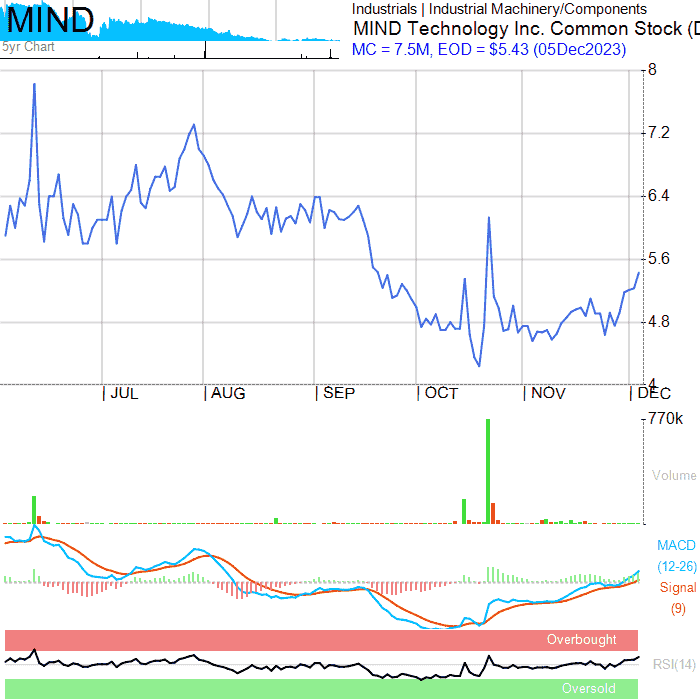 MIND
5yr Chart
Industrials | Industrial Machinery/Components
MIND Technology Inc. Common Stock (D
MC = 7.5M, EOD = $5.43 (05Dec2023)
8
7.2
6.4
5.6
4.8
4
| JUL | AUG | SEP | OCT | NOV | DEC
770k
Volume
MACD
(12-26)
Signal
(9)
Overbought
RSI(14)
Oversold